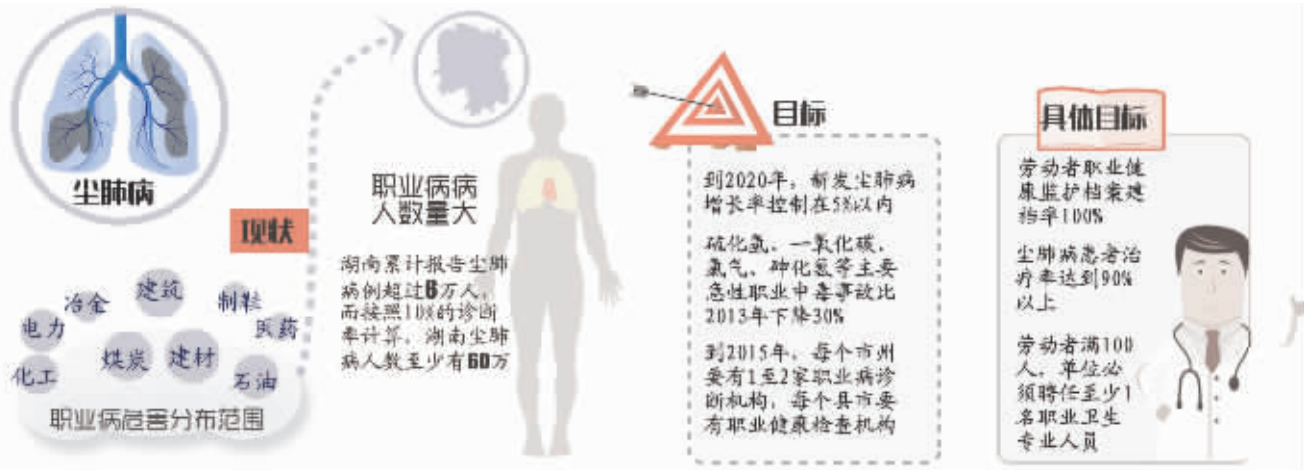 尘肺病
现状
冶金
建筑
制鞋
电力
医药
煤炭
建材
化工
石油
职业病危害分布范围
职业病病
人数量大
湖南累计报告尘肺
病例超过6万人，
而按照10%的诊断
率计算，湖南尘肺
病人数至少有60万
目标
到2020年，新发尘肺病
增长率控制在5%以内
硫化氢、一氧化碳、
氯气、砷化氢等主要
急性职业中毒事故比
2013年下降30%
到2015年，每个市州
要有1至2家职业病诊
断机构，每个县市要
有职业健康检查机构
具体目标
劳动者职业健
康监护档案建
档率100%
尘肺病患者治
疗率达到90%
以上
劳动者满100
人，单位必
须聘任至少1
名职业卫生
专业人员